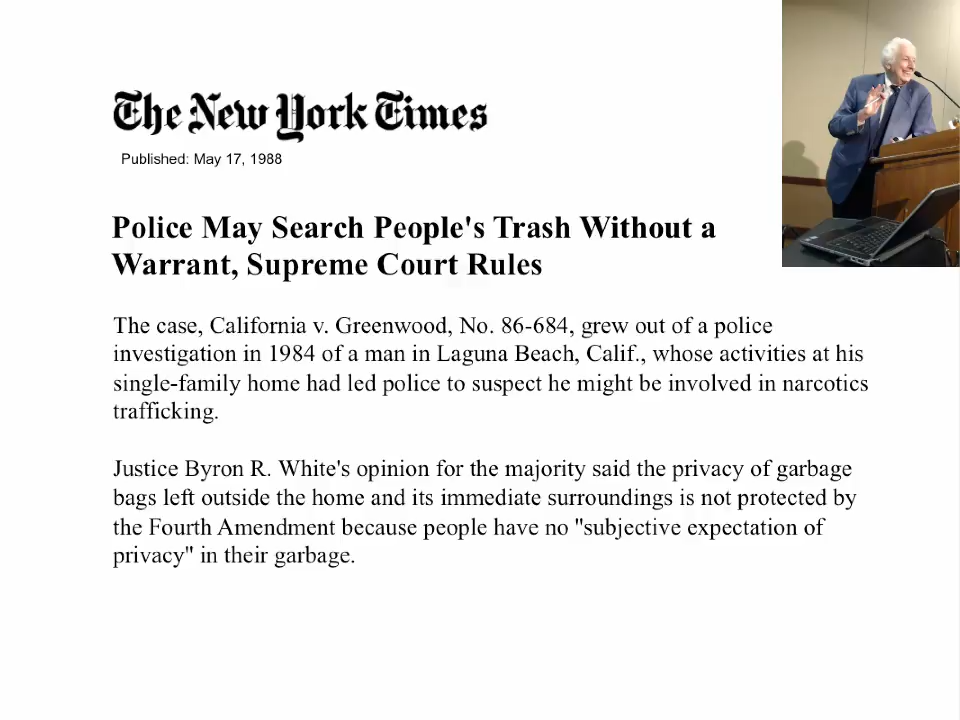 The New York Times
Published: May 17, 1988
Police May Search People's Trash Without a
Warrant, Supreme Court Rules
The case, California v. Greenwood, No. 86-684, grew out of a police
investigation in 1984 of a man in Laguna Beach, Calif., whose activities at his
single-family home had led police to suspect he might be involved in narcotics
trafficking.
Justice Byron R. White's opinion for the majority said the privacy of garbage
bags left outside the home and its immediate surroundings is not protected by
the Fourth Amendment because people have no "subjective expectation of
privacy" in their garbage.